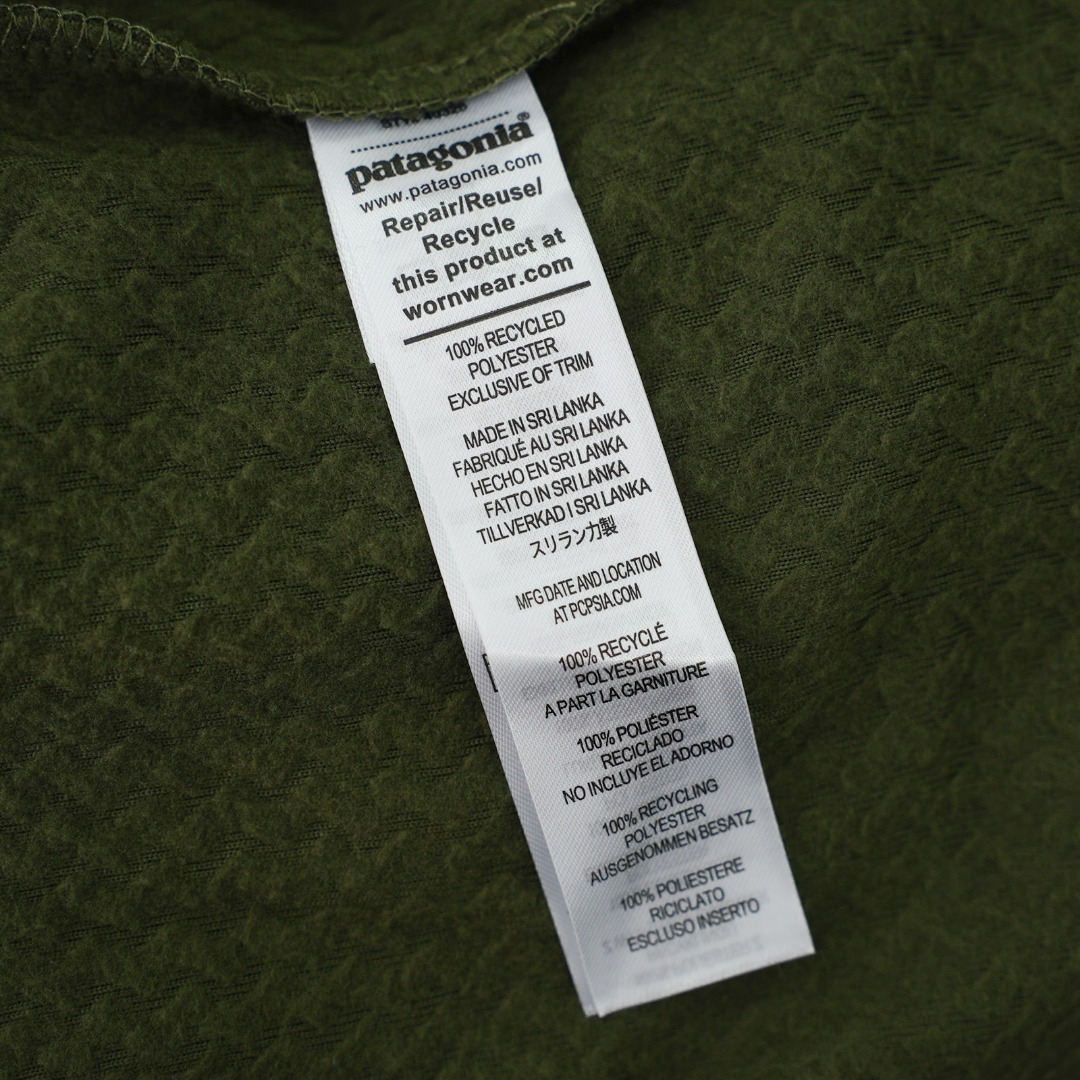 patagonia®
www.patagonia.com
Repair/Reuse/
Recycle
this product at
wornwear.com
100% RECYCLED
POLYESTER
EXCLUSIVE OF TRIM
MADE IN SRI LANKA
FABRIQUÉ AU SRI LANKA
HECHO EN SRI LANKA
FATTO IN SRI LANKA
TILLVERKAD I SRI LANKA
スリランカ製
MFG DATE AND LOCATION
AT PCPSIA.COM
100% RECYCLÉ
POLYESTER
A PART LA GARNITURE
100% POLIÉSTER
RECICLADO
NO INCLUYE EL ADORNO
100% RECYCLING
POLYESTER
AUSGENOMMEN BESATZ
100% POLIESTERE
RICICLATO
ESCLUSO INSERTO